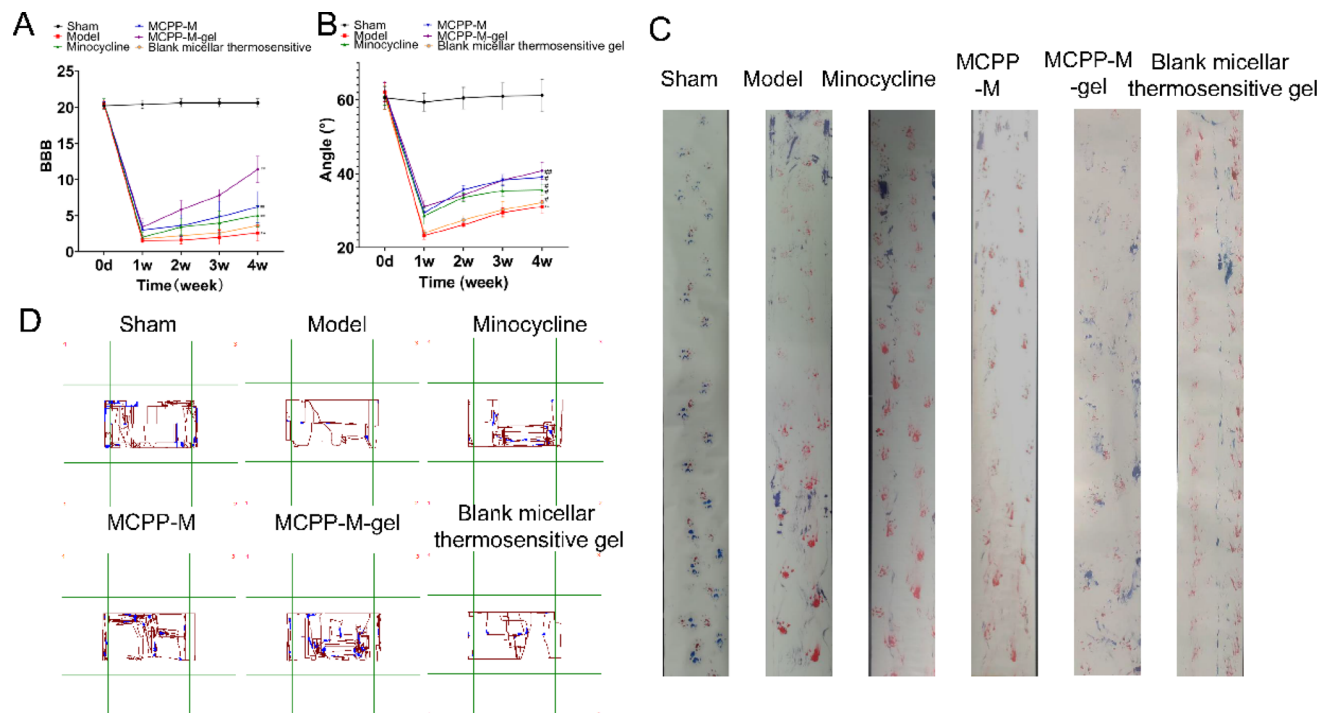 A
Sham
Model
Minocycline
MCPP-M
MCPP-M-gel
Blank micellar thermosensitive gel
BBB
25
20
15
10
5
0
0d 1w 2w 3w 4w
Time (week)
B
Sham
Model
Minocycline
MCPP-M
MCPP-M-gel
Blank micellar thermosensitive gel
Angle (°)
60
40
20
0d 1w 2w 3w 4w
Time (week)
C
Sham
Model
Minocycline
MCPP
-M
MCPP-M
-gel
Blank micellar
thermosensitive gel
D
Sham
Model
Minocycline
MCPP-M
MCPP-M-gel
Blank micellar
thermosensitive gel